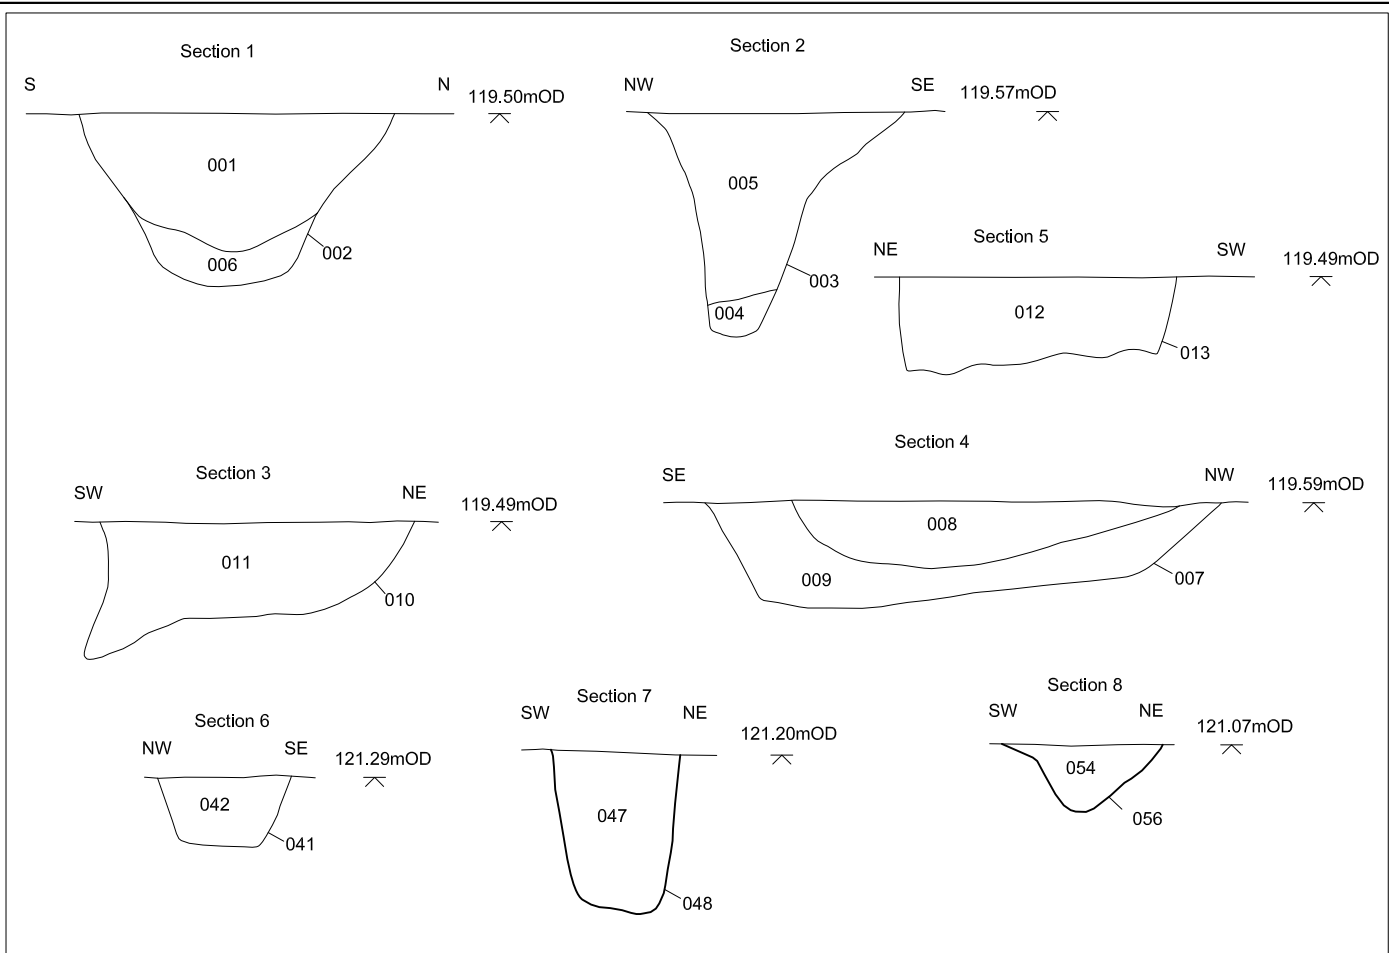 Section 1
S
N
119.50mOD
001
002
006
Section 2
NW
SE
119.57mOD
005
003
004
Section 5
NE
SW
119.49mOD
012
013
Section 3
SW
NE
119.49mOD
011
010
Section 4
SE
NW
119.59mOD
008
009
007
Section 6
NW
SE
121.29mOD
042
041
Section 7
SW
NE
121.20mOD
047
048
Section 8
SW
NE
121.07mOD
054
056